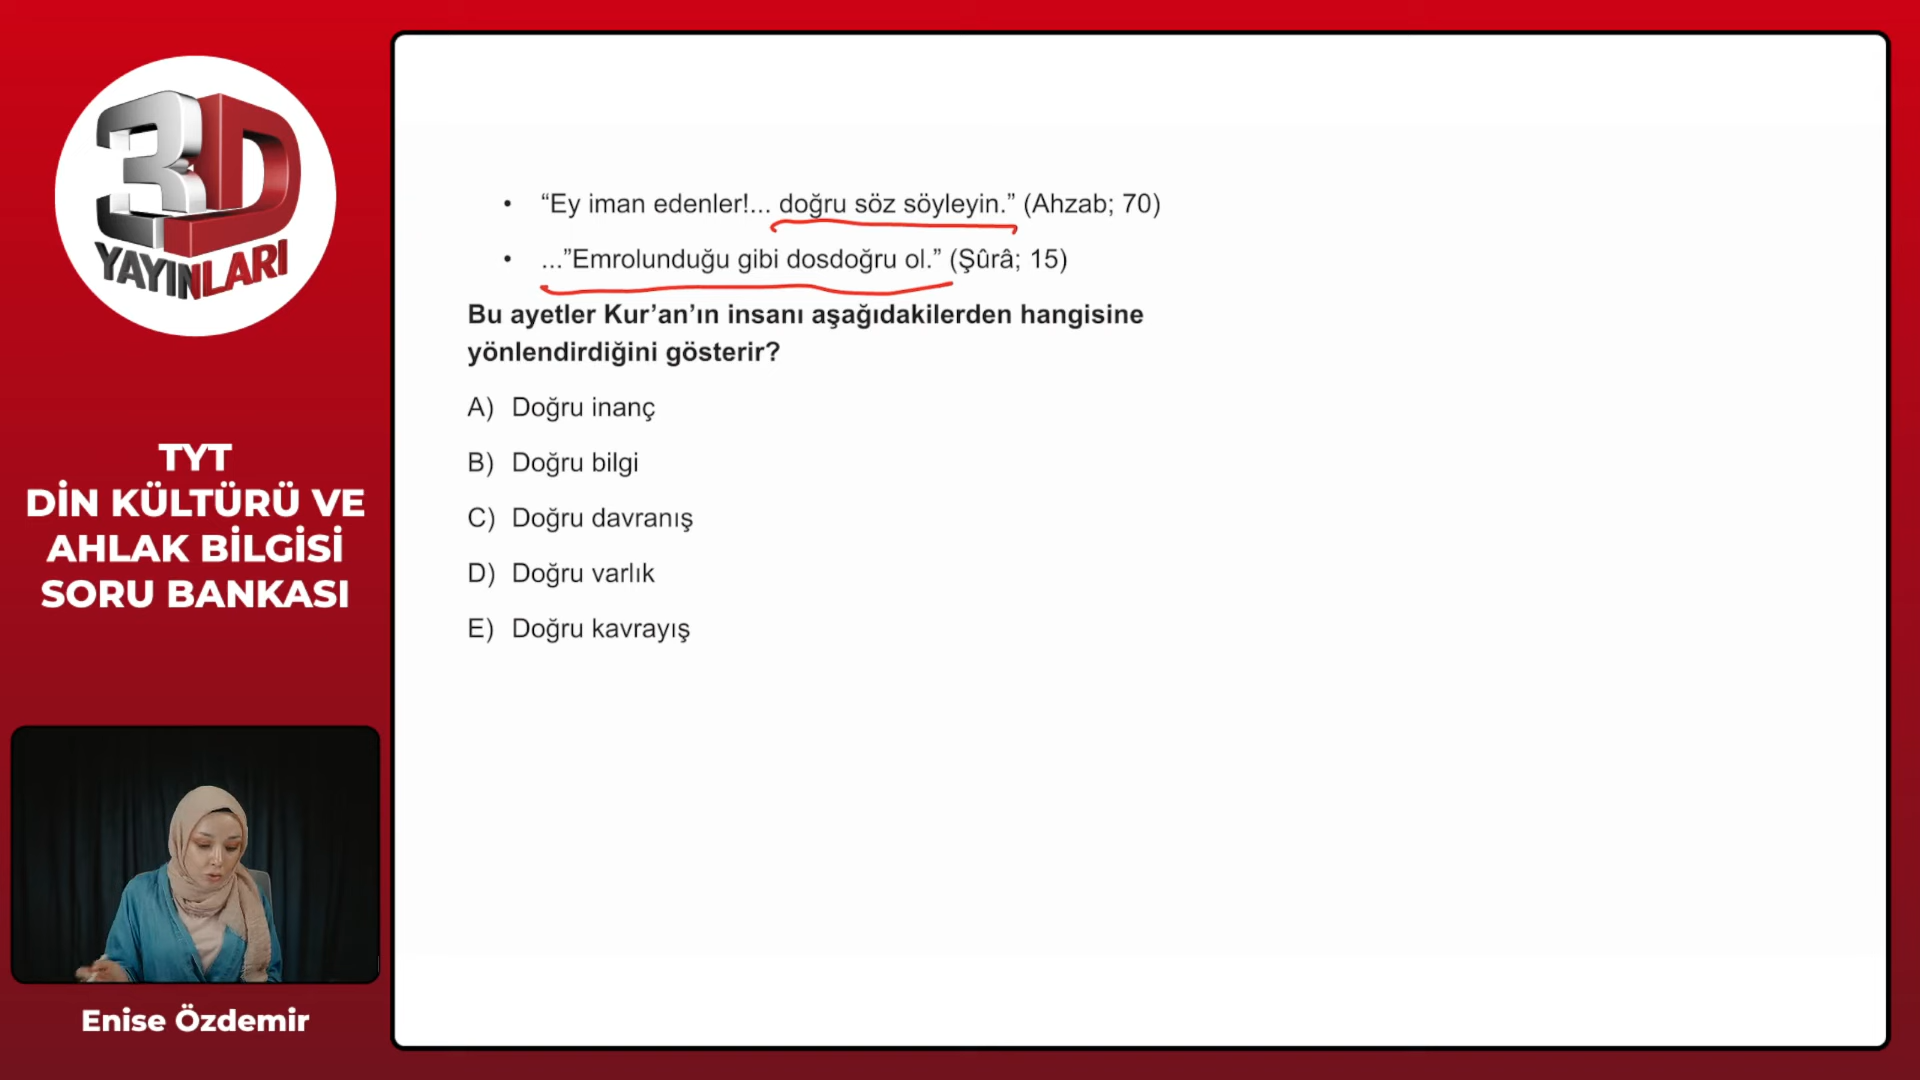 3D
YAYINLARI
TYT
DİN KÜLTÜRÜ VE
AHLAK BİLGİSİ
SORU BANKASI
Enise Özdemir
• “Ey iman edenler!... doğru söz söyleyin.” (Ahzab; 70)
• ...”Emrolunduğu gibi dosdoğru ol.” (Şûrâ; 15)
Bu ayetler Kur’an’ın insanı aşağıdakilerden hangisine
yönlendirdiğini gösterir?
A) Doğru inanç
B) Doğru bilgi
C) Doğru davranış
D) Doğru varlık
E) Doğru kavrayış